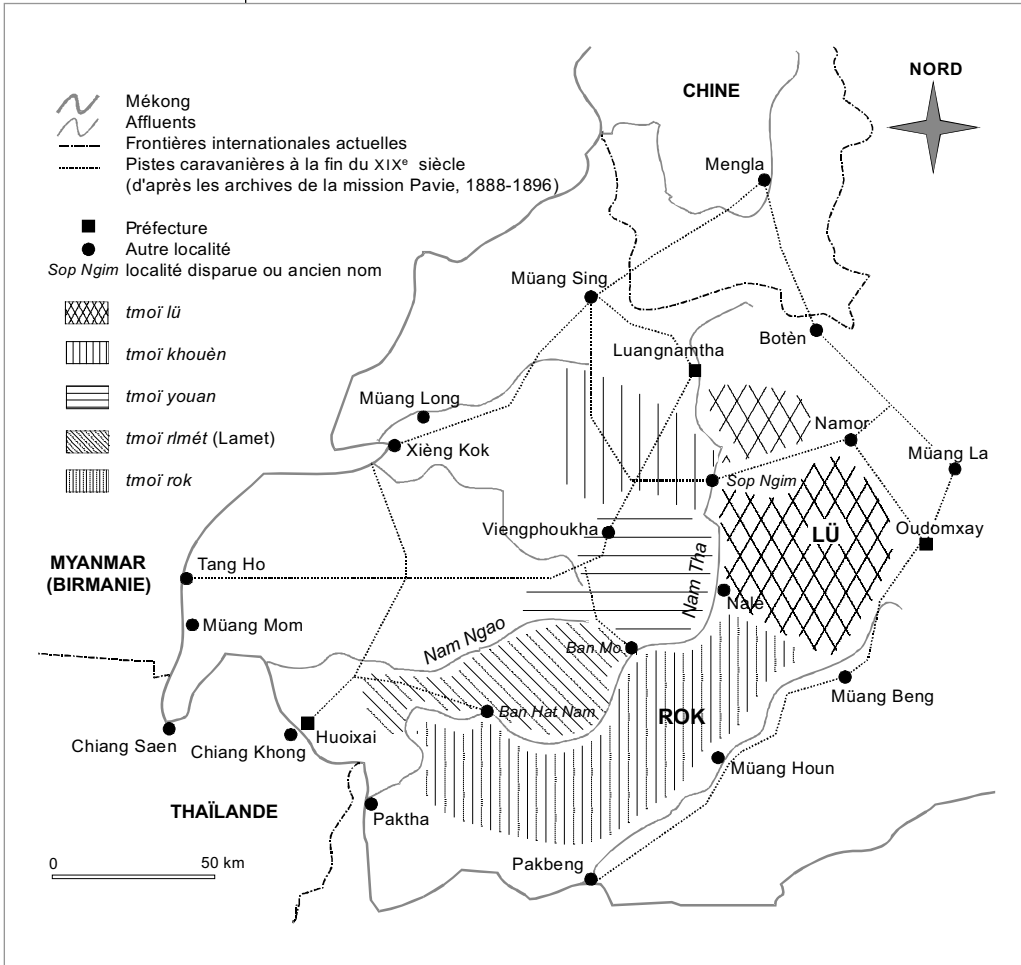 Mékong
Affluents
Frontières internationales actuelles
Pistes caravanières à la fin du XIXe siècle
(d'après les archives de la mission Pavie, 1888-1896)
Préfecture
Autre localité
Sop Ngim localité disparue ou ancien nom
tmoï lü
tmoï khouèn
tmoï youan
tmoï rlmét (Lamet)
tmoï rok
NORD
CHINE
Mengla
Müang Sing
Botèn
Luangnamtha
Müang Long
Namor
Xièng Kok
Müang La
Sop Ngim
Viengphoukha
LÜ
Oudomxay
MYANMAR
(BIRMANIE)
Tang Ho
Nam Tha
Nalè
Müang Mom
Nam Ngao
Ban Mo
Müang Beng
Ban Hat Nam
ROK
Chiang Saen
Chiang Khong
Huoixai
Müang Houn
THAÏLANDE
Paktha
Pakbeng
0 50 km